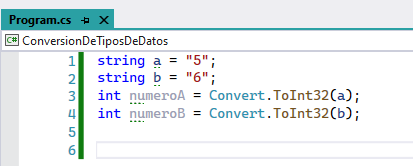 Program.cs
C# ConversionDeTiposDeDatos
1 string a = "5";
2 string b = "6";
3 int numeroA = Convert.ToInt32(a);
4 int numeroB = Convert.ToInt32(b);
5
6